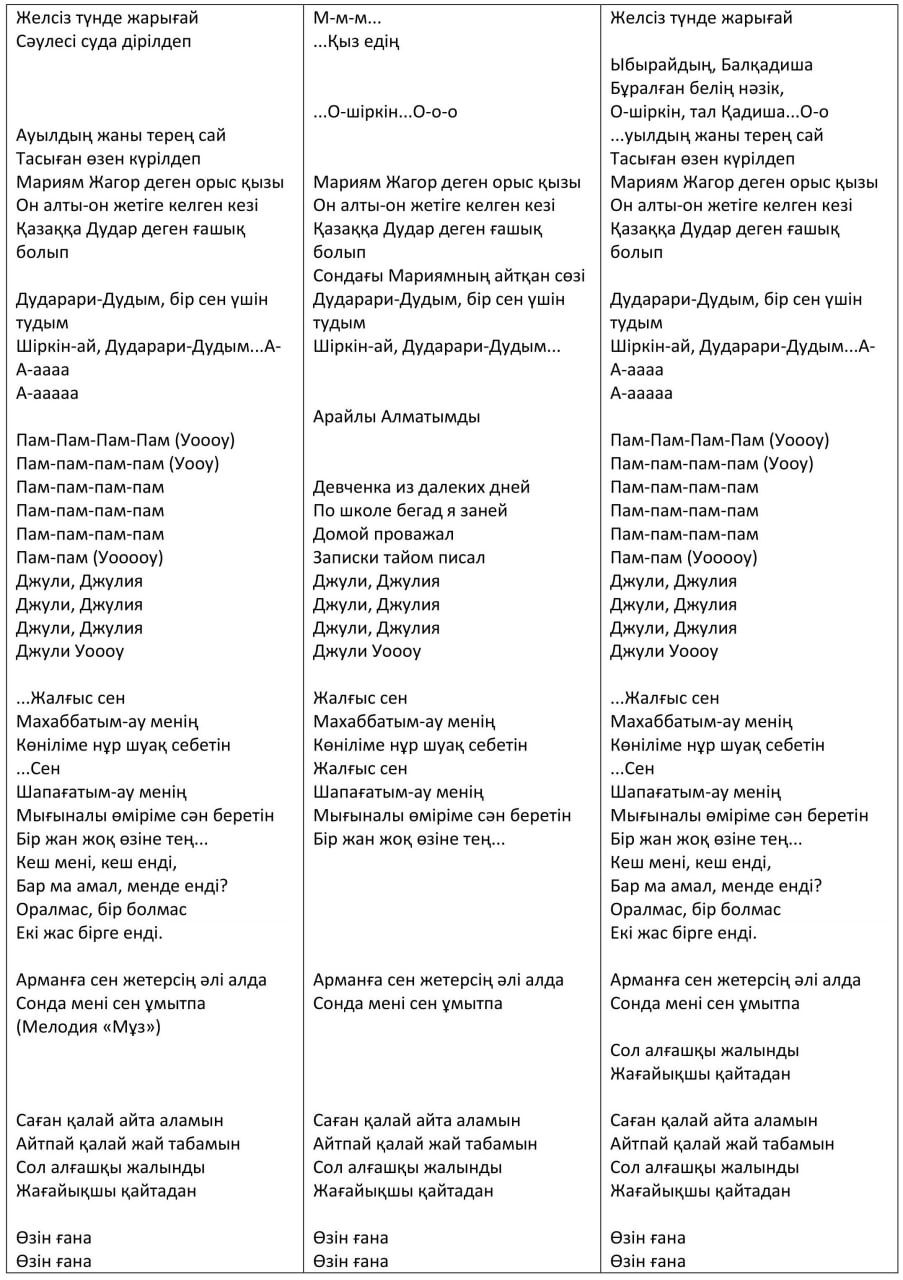 Желсіз түнде жарығай
Сәулесі суда дірілдеп
Ауылдың жаны терең сай
Тасыған өзен күрілдеп
Мариям Жагор деген орыс қызы
Он алты-он жетіге келген кезі
Қазаққа Дудар деген ғашық
болып
Дударари-Дудым, бір сен үшін
тудым
Шіркін-ай, Дударари-Дудым...А-
А-аааа
А-ааааа
Пам-Пам-Пам-Пам (Уоооу)
Пам-пам-пам-пам (Уооу)
Пам-пам-пам-пам
Пам-пам-пам-пам
Пам-пам-пам-пам
Пам-пам (Уооооу)
Джули, Джулия
Джули, Джулия
Джули, Джулия
Джули Уоооу
...Жалғыс сен
Махаббатым-ау менің
Көніліме нұр шуақ себетін
...Сен
Шапағатым-ау менің
Мығыналы өміріме сән беретін
Бір жан жоқ өзіне тең...
Кеш мені, кеш енді,
Бар ма амал, менде енді?
Оралмас, бір болмас
Екі жас бірге енді.
Арманға сен жетерсің әлі алда
Сонда мені сен ұмытпа
(Мелодия «Мұз»)
Саған қалай айта аламын
Айтпай қалай жай табамын
Сол алғашқы жалынды
Жағайықшы қайтадан
Өзін ғана
Өзін ғана
М-м-м...
...Қыз едің
...О-шіркін...О-о-о
Мариям Жагор деген орыс қызы
Он алты-он жетіге келген кезі
Қазаққа Дудар деген ғашық
болып
Сондағы Мариямның айтқан сөзі
Дударари-Дудым, бір сен үшін
тудым
Шіркін-ай, Дударари-Дудым...
Арайлы Алматымды
Девченка из далеких дней
По школе бегад я заней
Домой проважал
Записки тайом писал
Джули, Джулия
Джули, Джулия
Джули, Джулия
Джули Уоооу
Жалғыс сен
Махаббатым-ау менің
Көніліме нұр шуақ себетін
Жалғыс сен
Шапағатым-ау менің
Мығыналы өміріме сән беретін
Бір жан жоқ өзіне тең...
Арманға сен жетерсің әлі алда
Сонда мені сен ұмытпа
Саған қалай айта аламын
Айтпай қалай жай табамын
Сол алғашқы жалынды
Жағайықшы қайтадан
Өзін ғана
Өзін ғана
Желсіз түнде жарығай
Ыбырайдың, Балқадиша
Бұралған белің нәзік,
О-шіркін, тал Қадиша...О-о
...уылдың жаны терең сай
Тасыған өзен күрілдеп
Мариям Жагор деген орыс қызы
Он алты-он жетіге келген кезі
Қазаққа Дудар деген ғашық
болып
Дударари-Дудым, бір сен үшін
тудым
Шіркін-ай, Дударари-Дудым...А-
А-аааа
А-ааааа
Пам-Пам-Пам-Пам (Уоооу)
Пам-пам-пам-пам (Уооу)
Пам-пам-пам-пам
Пам-пам-пам-пам
Пам-пам-пам-пам
Пам-пам (Уооооу)
Джули, Джулия
Джули, Джулия
Джули, Джулия
Джули Уоооу
...Жалғыс сен
Махаббатым-ау менің
Көніліме нұр шуақ себетін
...Сен
Шапағатым-ау менің
Мығыналы өміріме сән беретін
Бір жан жоқ өзіне тең...
Кеш мені, кеш енді,
Бар ма амал, менде енді?
Оралмас, бір болмас
Екі жас бірге енді.
Арманға сен жетерсің әлі алда
Сонда мені сен ұмытпа
Сол алғашқы жалынды
Жағайықшы қайтадан
Саған қалай айта аламын
Айтпай қалай жай табамын
Сол алғашқы жалынды
Жағайықшы қайтадан
Өзін ғана
Өзін ғана